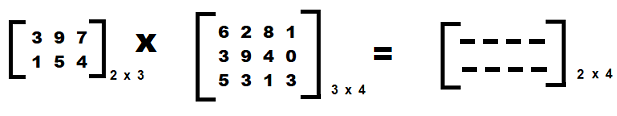 3 9 7
1 5 4
2 x 3
x
6 2 8 1
3 9 4 0
5 3 1 3
3 x 4
=
– – – –
– – – –
2 x 4